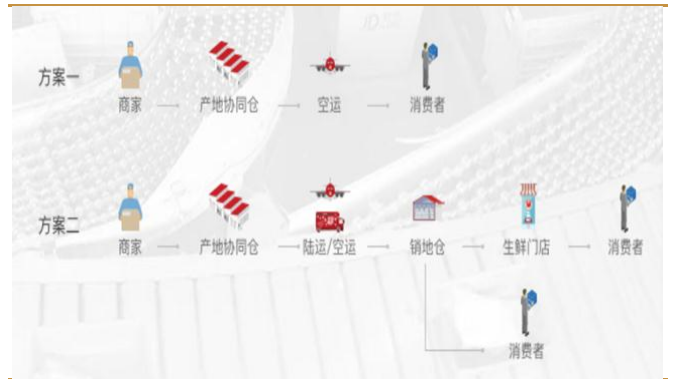 方案一
商家 产地协同仓 空运 消费者
方案二
商家 产地协同仓 陆运/空运 销地仓 生鲜门店 消费者
消费者